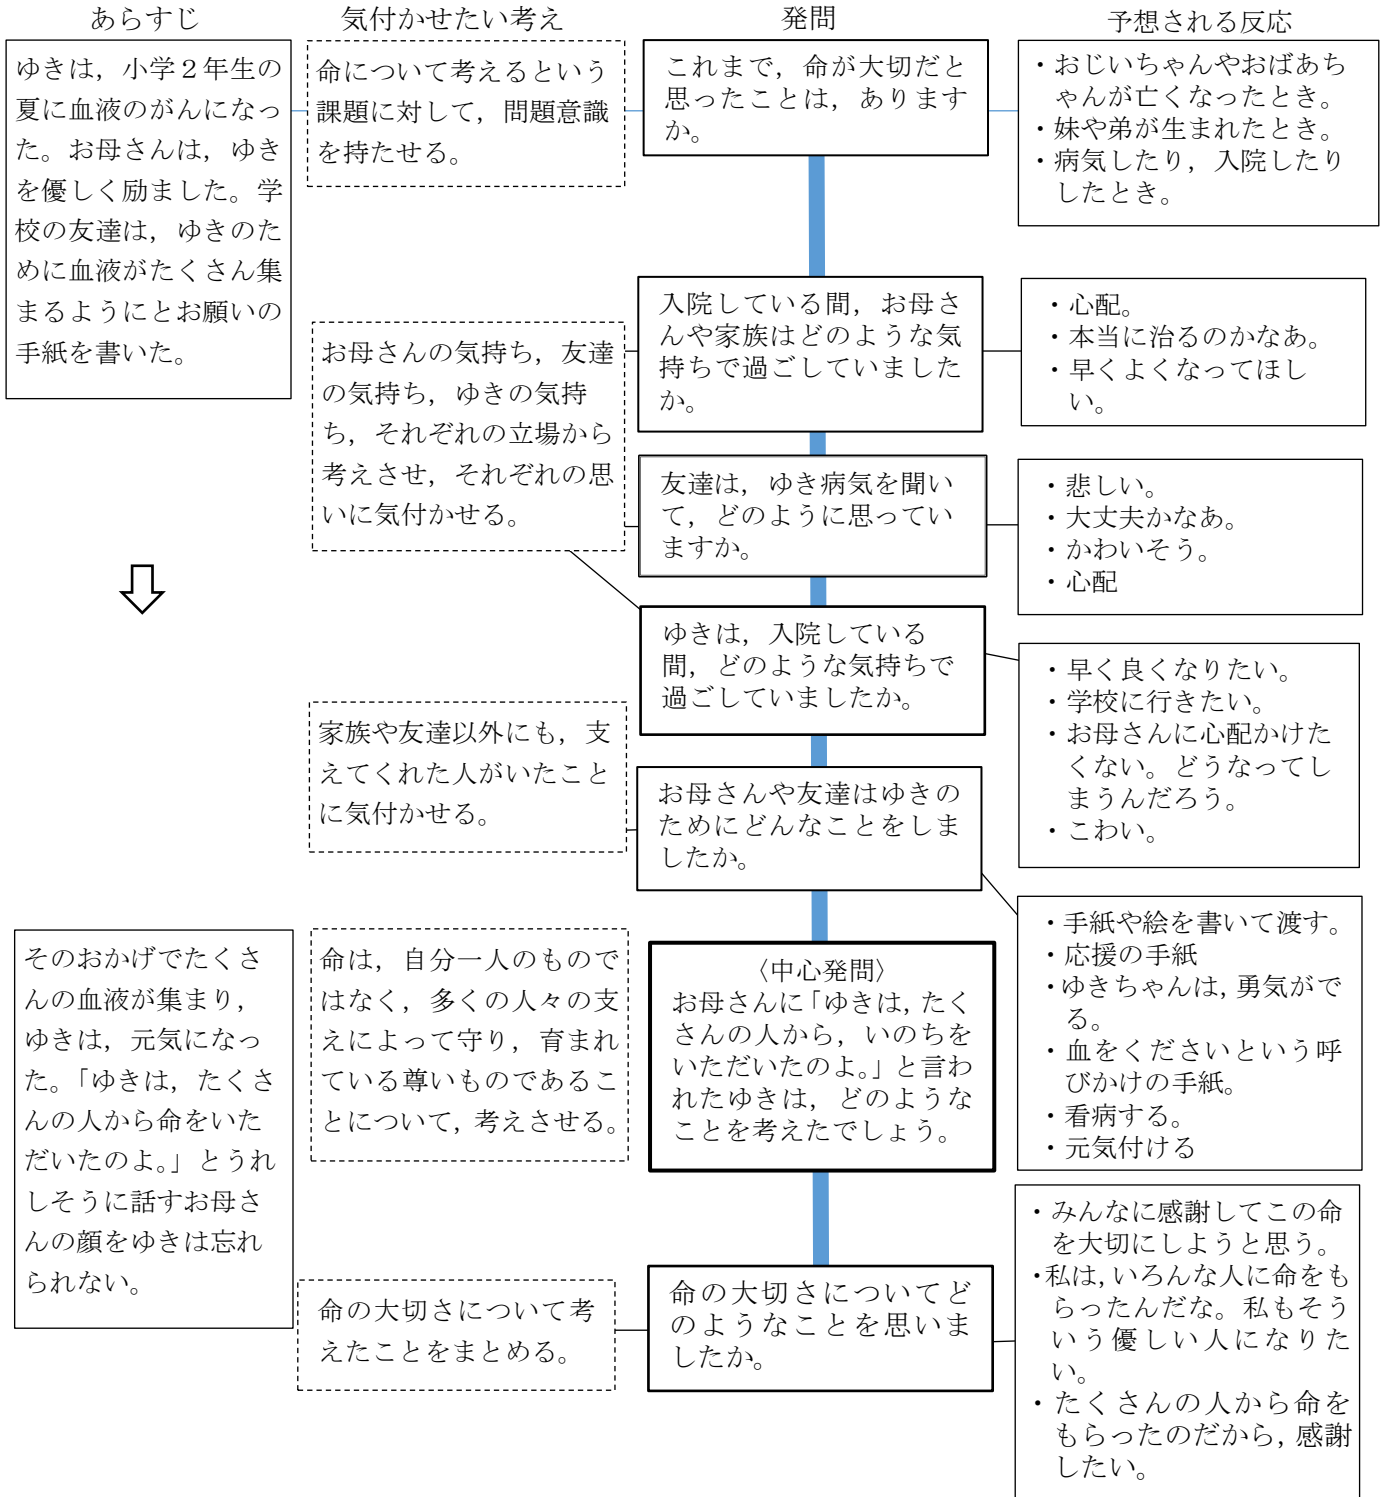 あらすじ
気付かせたい考え
発問
予想される反応
ゆきは，小学２年生の
夏に血液のがんになっ
た。お母さんは，ゆき
を優しく励ました。学
校の友達は，ゆきのた
めに血液がたくさん集
まるようにとお願いの
手紙を書いた。
命について考えるという
課題に対して，問題意識
を持たせる。
これまで，命が大切だと
思ったことは，あります
か。
・おじいちゃんやおばあち
ゃんが亡くなったとき。
・妹や弟が生まれたとき。
・病気したり，入院したり
したとき。
お母さんの気持ち，友達
の気持ち，ゆきの気持
ち，それぞれの立場から
考えさせ，それぞれの思
いに気付かせる。
入院している間，お母さ
んや家族はどのような気
持ちで過ごしていました
か。
・心配。
・本当に治るのかなあ。
・早くよくなってほし
い。
友達は，ゆき病気を聞い
て，どのように思ってい
ますか。
・悲しい。
・大丈夫かなあ。
・かわいそう。
・心配
ゆきは，入院している
間，どのような気持ちで
過ごしていましたか。
・早く良くなりたい。
・学校に行きたい。
・お母さんに心配かけた
くない。どうなってし
まうんだろう。
・こわい。
家族や友達以外にも，支
えてくれた人がいたこと
に気付かせる。
お母さんや友達はゆきの
ためにどんなことをしま
したか。
・手紙や絵を書いて渡す。
・応援の手紙
・ゆきちゃんは，勇気がで
る。
・血をくださいという呼
びかけの手紙。
・看病する。
・元気付ける
そのおかげでたくさ
んの血液が集まり，
ゆきは，元気になっ
た。「ゆきは，たくさ
んの人から命をいた
だいたのよ。」とうれ
しそうに話すお母さ
んの顔をゆきは忘れ
られない。
命は，自分一人のもので
はなく，多くの人々の支
えによって守り，育まれ
ている尊いものであるこ
とについて，考えさせる。
〈中心発問〉
お母さんに「ゆきは，たく
さんの人から，いのちを
いただいたのよ。」と言わ
れたゆきは，どのような
ことを考えたでしょう。
・みんなに感謝してこの命
を大切にしようと思う。
・私は，いろんな人に命をも
らったんだな。私もそう
いう優しい人になりた
い。
・たくさんの人から命を
もらったのだから，感謝
したい。
命の大切さについて考
えたことをまとめる。
命の大切さについてど
のようなことを思いま
したか。